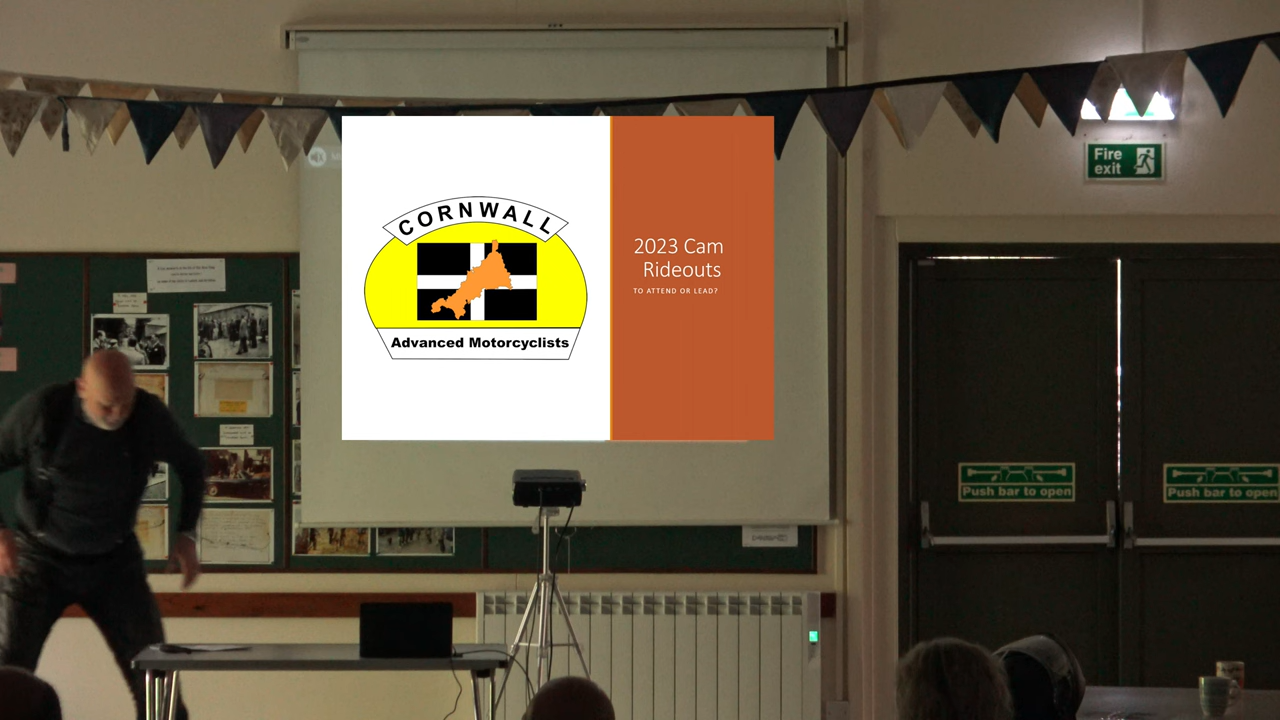 CORNWALL
Advanced Motorcyclists
2023 Cam
Rideouts
TO ATTEND OR LEAD?
Fire
exit
Push bar to open
Push bar to open